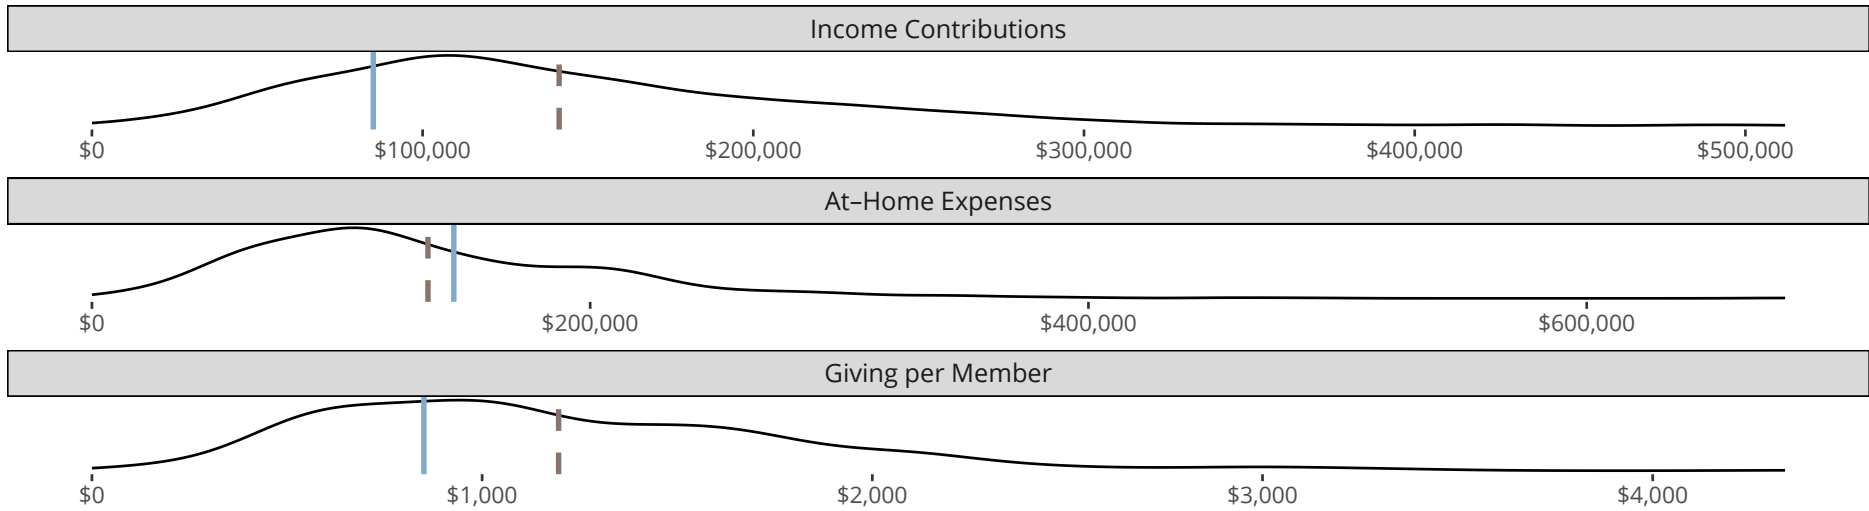 Income Contributions
$0 $100,000 $200,000 $300,000 $400,000 $500,000
At–Home Expenses
$0 $200,000 $400,000 $600,000
Giving per Member
$0 $1,000 $2,000 $3,000 $4,000